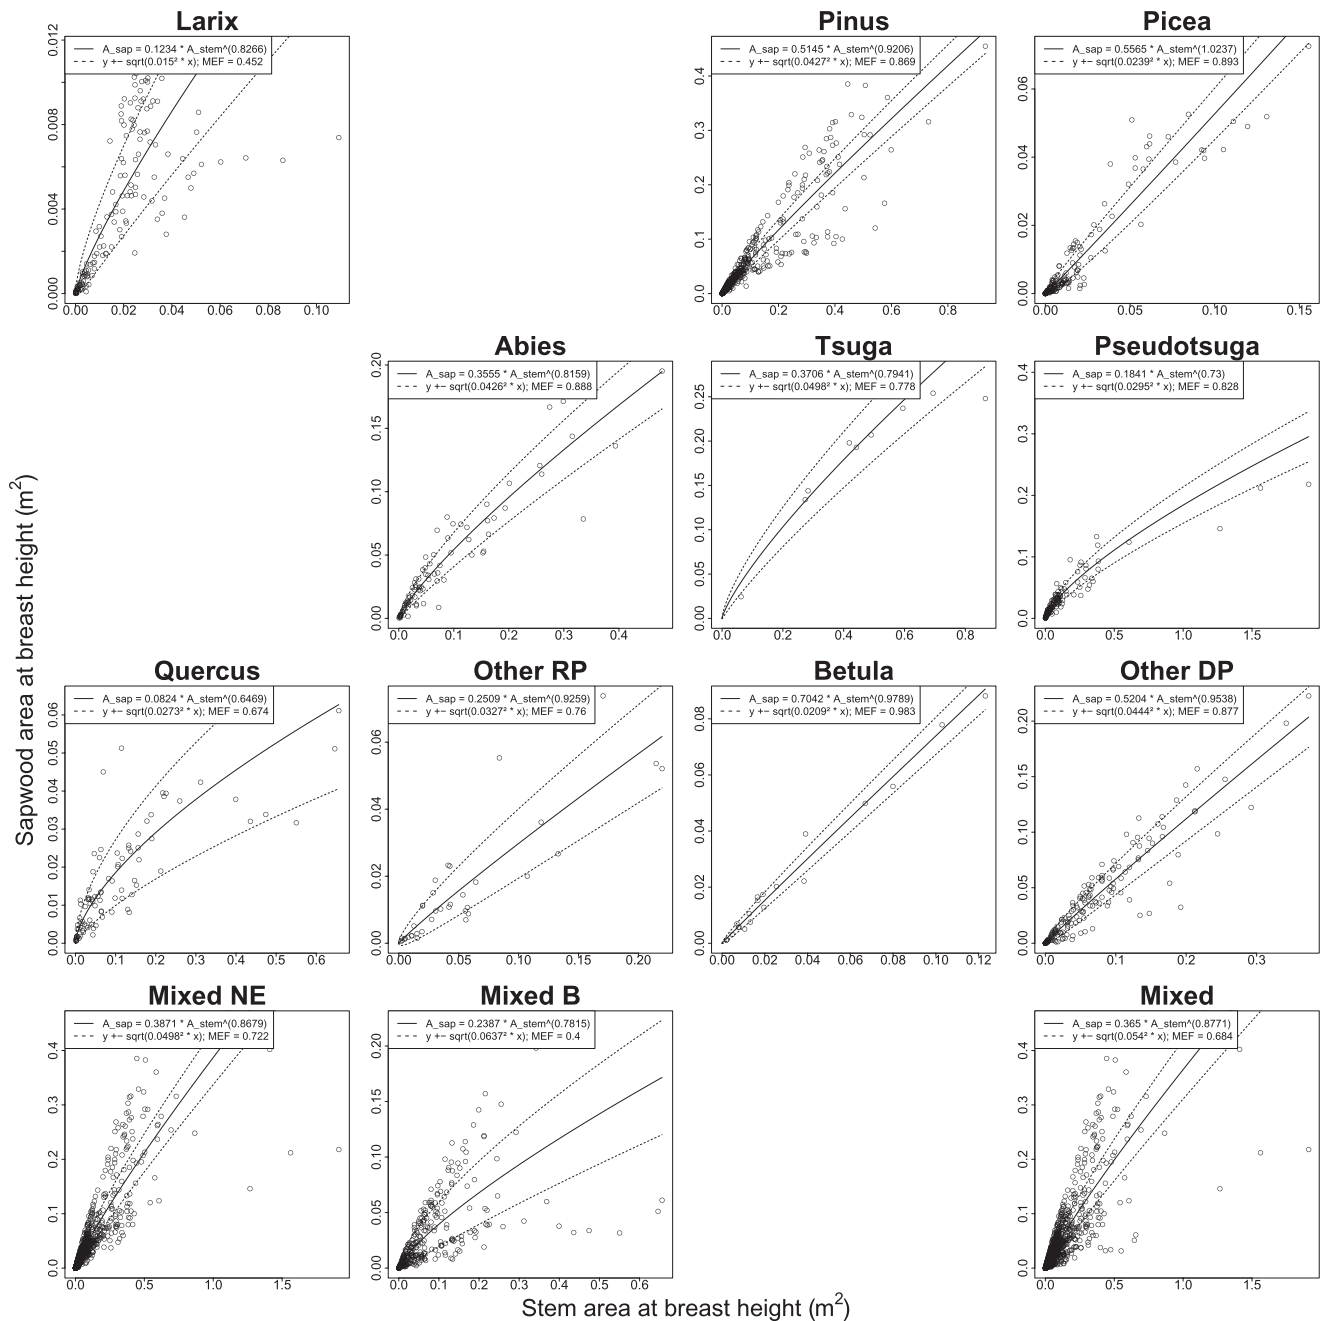 Larix
A_sap = 0.1234 * A_stem^(0.8266)
y +− sqrt(0.015² * x); MEF = 0.452
0.000 0.004 0.008 0.012
0.00 0.02 0.04 0.06 0.08 0.10
Pinus
A_sap = 0.5145 * A_stem^(0.9206)
y +− sqrt(0.0427² * x); MEF = 0.869
0.0 0.1 0.2 0.3 0.4
0.0 0.2 0.4 0.6 0.8
Picea
A_sap = 0.5565 * A_stem^(1.0237)
y +− sqrt(0.0239² * x); MEF = 0.893
0.00 0.02 0.04 0.06
0.00 0.05 0.10 0.15
Abies
A_sap = 0.3555 * A_stem^(0.8159)
y +− sqrt(0.0426² * x); MEF = 0.888
0.00 0.05 0.10 0.15 0.20
0.0 0.1 0.2 0.3 0.4
Tsuga
A_sap = 0.3706 * A_stem^(0.7941)
y +− sqrt(0.0498² * x); MEF = 0.778
0.00 0.05 0.10 0.15 0.20 0.25
0.0 0.2 0.4 0.6 0.8
Pseudotsuga
A_sap = 0.1841 * A_stem^(0.73)
y +− sqrt(0.0295² * x); MEF = 0.828
0.0 0.1 0.2 0.3 0.4
0.0 0.5 1.0 1.5
Sapwood area at breast height (m²)
Quercus
A_sap = 0.0824 * A_stem^(0.6469)
y +− sqrt(0.0273² * x); MEF = 0.674
0.00 0.01 0.02 0.03 0.04 0.05 0.06
0.0 0.1 0.2 0.3 0.4 0.5 0.6
Other RP
A_sap = 0.2509 * A_stem^(0.9259)
y +− sqrt(0.0327² * x); MEF = 0.76
0.00 0.02 0.04 0.06
0.00 0.05 0.10 0.15 0.20
Betula
A_sap = 0.7042 * A_stem^(0.9789)
y +− sqrt(0.0209² * x); MEF = 0.983
0.00 0.02 0.04 0.06 0.08
0.00 0.02 0.04 0.06 0.08 0.10 0.12
Other DP
A_sap = 0.5204 * A_stem^(0.9538)
y +− sqrt(0.0444² * x); MEF = 0.877
0.00 0.05 0.10 0.15 0.20
0.0 0.1 0.2 0.3
Mixed NE
A_sap = 0.3871 * A_stem^(0.8679)
y +− sqrt(0.0498² * x); MEF = 0.722
0.0 0.1 0.2 0.3 0.4
0.0 0.5 1.0 1.5
Mixed B
A_sap = 0.2387 * A_stem^(0.7815)
y +− sqrt(0.0637² * x); MEF = 0.4
0.00 0.05 0.10 0.15 0.20
0.0 0.1 0.2 0.3 0.4 0.5 0.6
Mixed
A_sap = 0.365 * A_stem^(0.8771)
y +− sqrt(0.054² * x); MEF = 0.684
0.0 0.1 0.2 0.3 0.4
0.0 0.5 1.0 1.5
Stem area at breast height (m²)